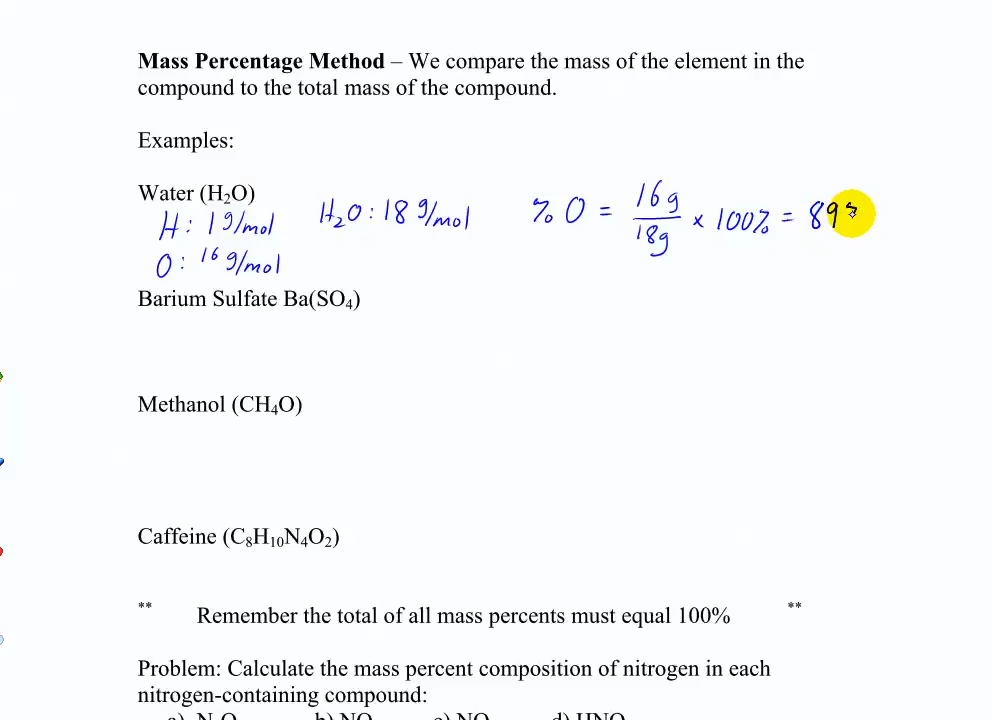 Mass Percentage Method – We compare the mass of the element in the
compound to the total mass of the compound.
Examples:
Water (H₂O)
H: 1 g/mol H₂O: 18 g/mol % O = 16g/18g × 100% = 89%
O: 16 g/mol
Barium Sulfate Ba(SO₄)
Methanol (CH₄O)
Caffeine (C₈H₁₀N₄O₂)
** Remember the total of all mass percents must equal 100% **
Problem: Calculate the mass percent composition of nitrogen in each
nitrogen-containing compound: